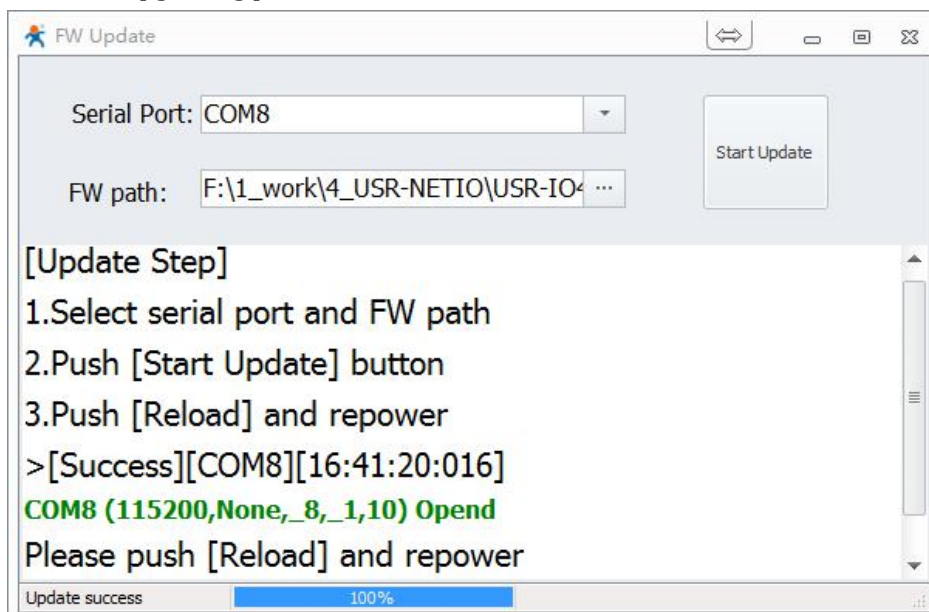 FW Update
Serial Port: COM8
Start Update
FW path: F:\1_work\4_USR-NETIO\USR-IO4 ...
[Update Step]
1.Select serial port and FW path
2.Push [Start Update] button
3.Push [Reload] and repower
>[Success][COM8][16:41:20:016]
COM8 (115200,None,_8,_1,10) Opend
Please push [Reload] and repower
Update success 100%